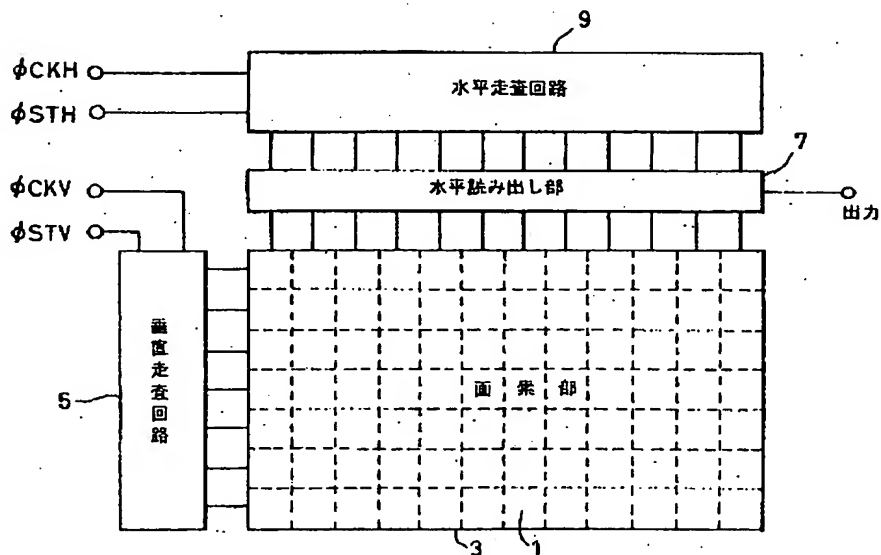 9
φCKH
水平走査回路
φSTH
7
φCKV
水平読み出し部
出力
φSTV
垂直走査回路
画素部
5
3
1